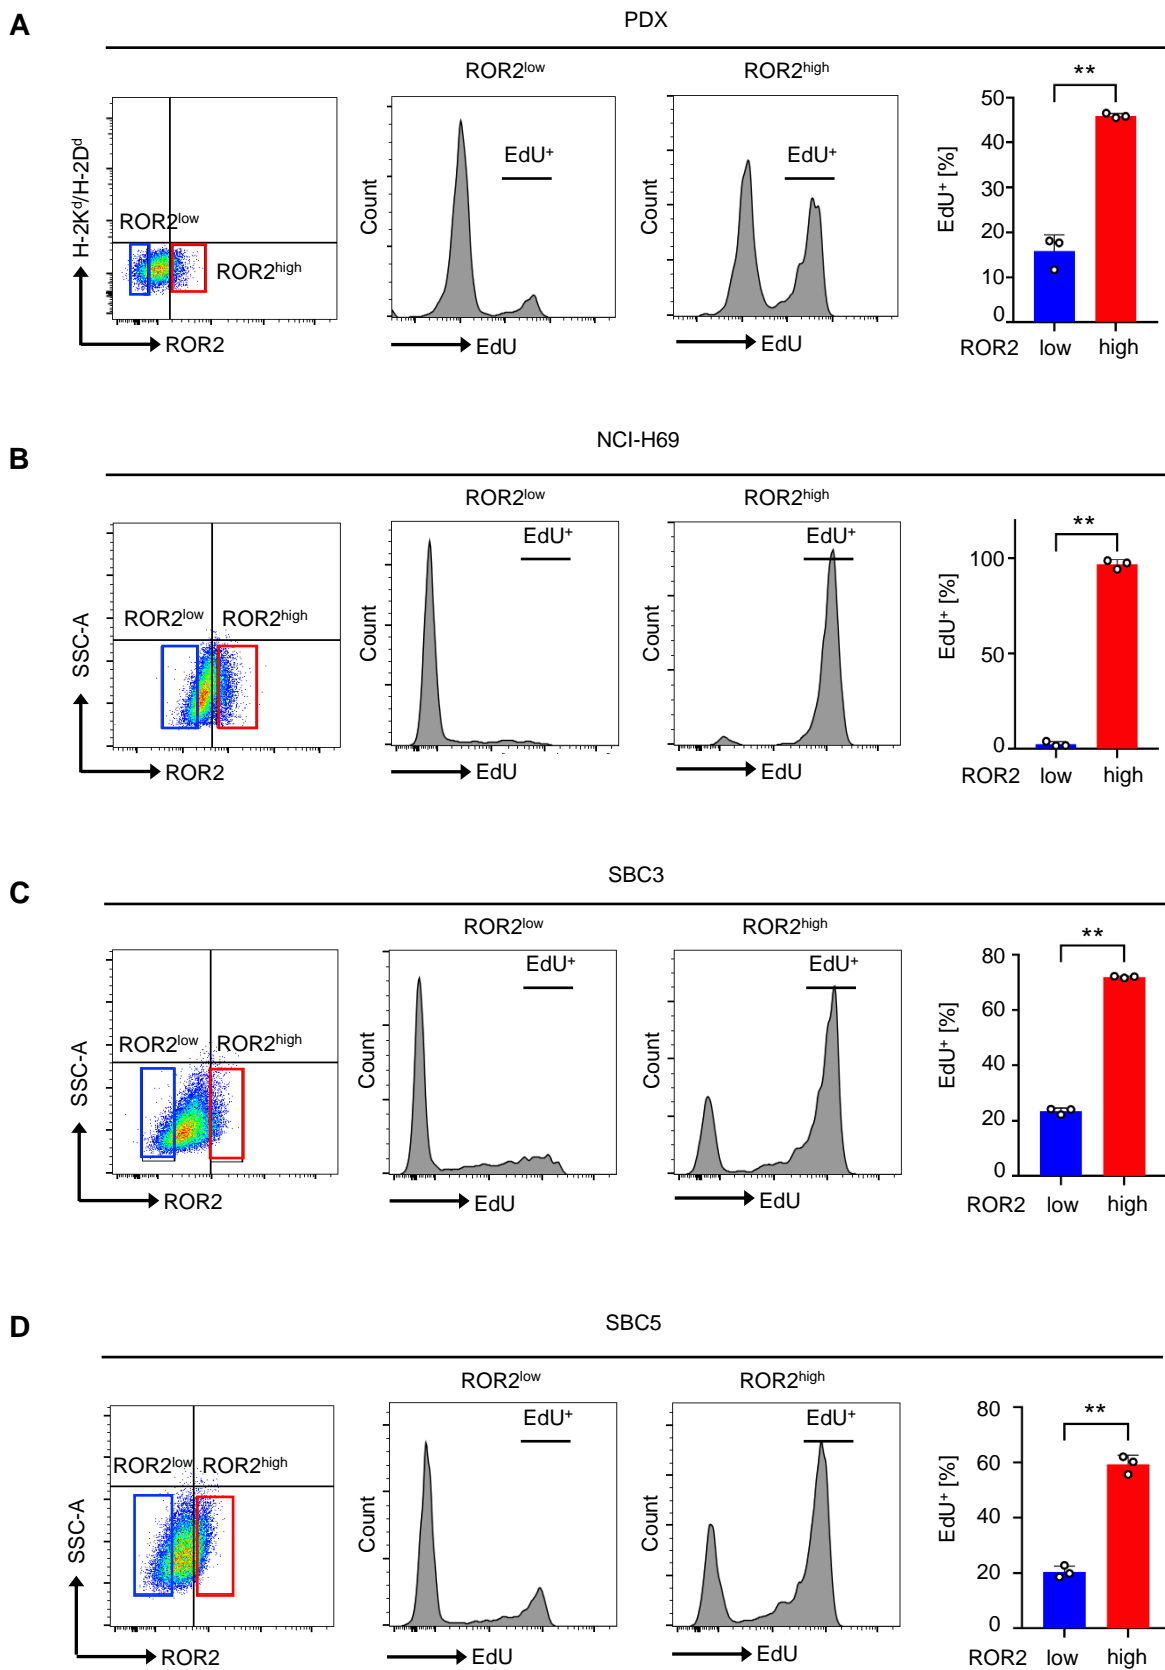 A
PDX
ROR2low
ROR2high
H-2Kd/H-2Dd
ROR2low
ROR2high
ROR2
Count
EdU+
EdU
Count
EdU+
EdU
**
EdU+ [%]
50
40
30
20
10
0
ROR2 low high
B
NCI-H69
ROR2low
ROR2high
SSC-A
ROR2low
ROR2high
ROR2
Count
EdU+
EdU
Count
EdU+
EdU
**
EdU+ [%]
100
50
0
ROR2 low high
C
SBC3
ROR2low
ROR2high
SSC-A
ROR2low
ROR2high
ROR2
Count
EdU+
EdU
Count
EdU+
EdU
**
EdU+ [%]
80
60
40
20
0
ROR2 low high
D
SBC5
ROR2low
ROR2high
SSC-A
ROR2low
ROR2high
ROR2
Count
EdU+
EdU
Count
EdU+
EdU
**
EdU+ [%]
80
60
40
20
0
ROR2 low high